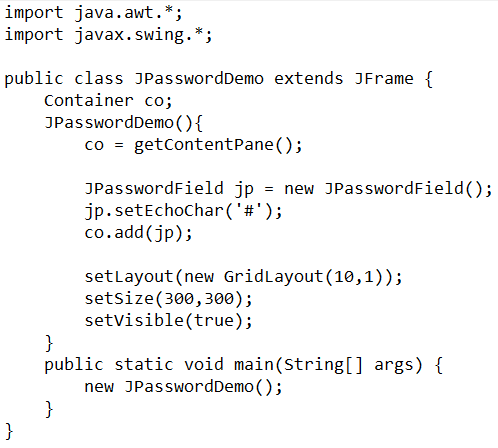 import java.awt.*;
import javax.swing.*;

public class JPasswordDemo extends JFrame {
    Container co;
    JPasswordDemo(){
        co = getContentPane();

        JPasswordField jp = new JPasswordField();
        jp.setEchoChar('#');
        co.add(jp);

        setLayout(new GridLayout(10,1));
        setSize(300,300);
        setVisible(true);
    }
    public static void main(String[] args) {
        new JPasswordDemo();
    }
}